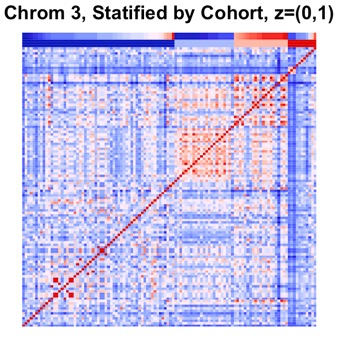 Chrom 3, Statified by Cohort, z=(0,1)